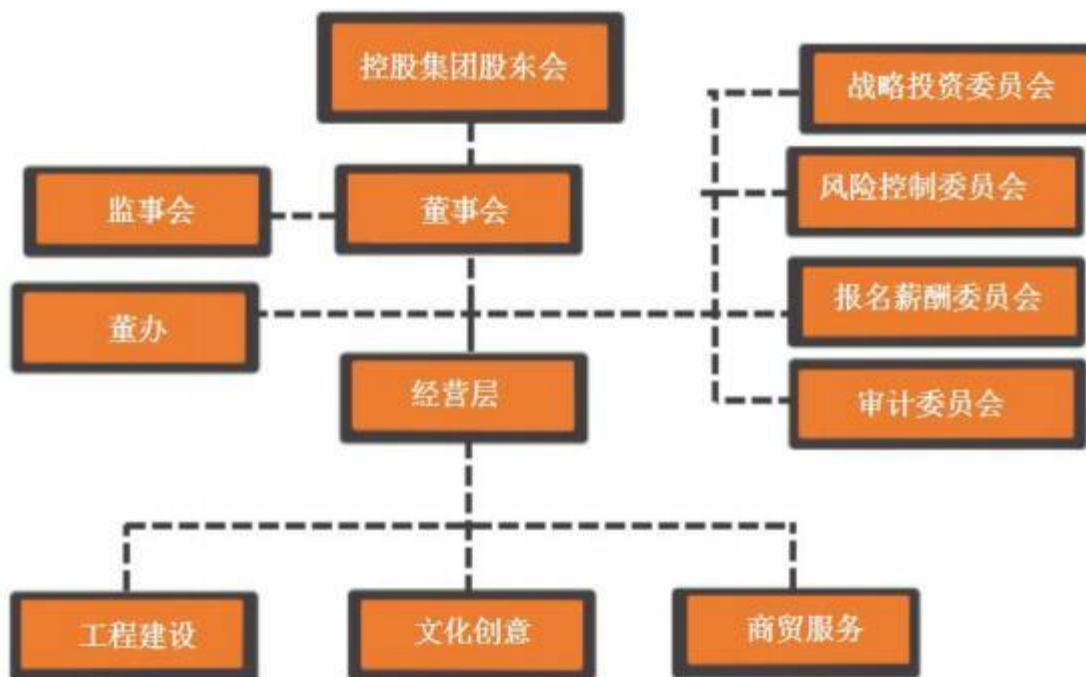 控股集团股东会
战略投资委员会
监事会
董事会
风险控制委员会
董办
报名薪酬委员会
经营层
审计委员会
工程建设
文化创意
商贸服务